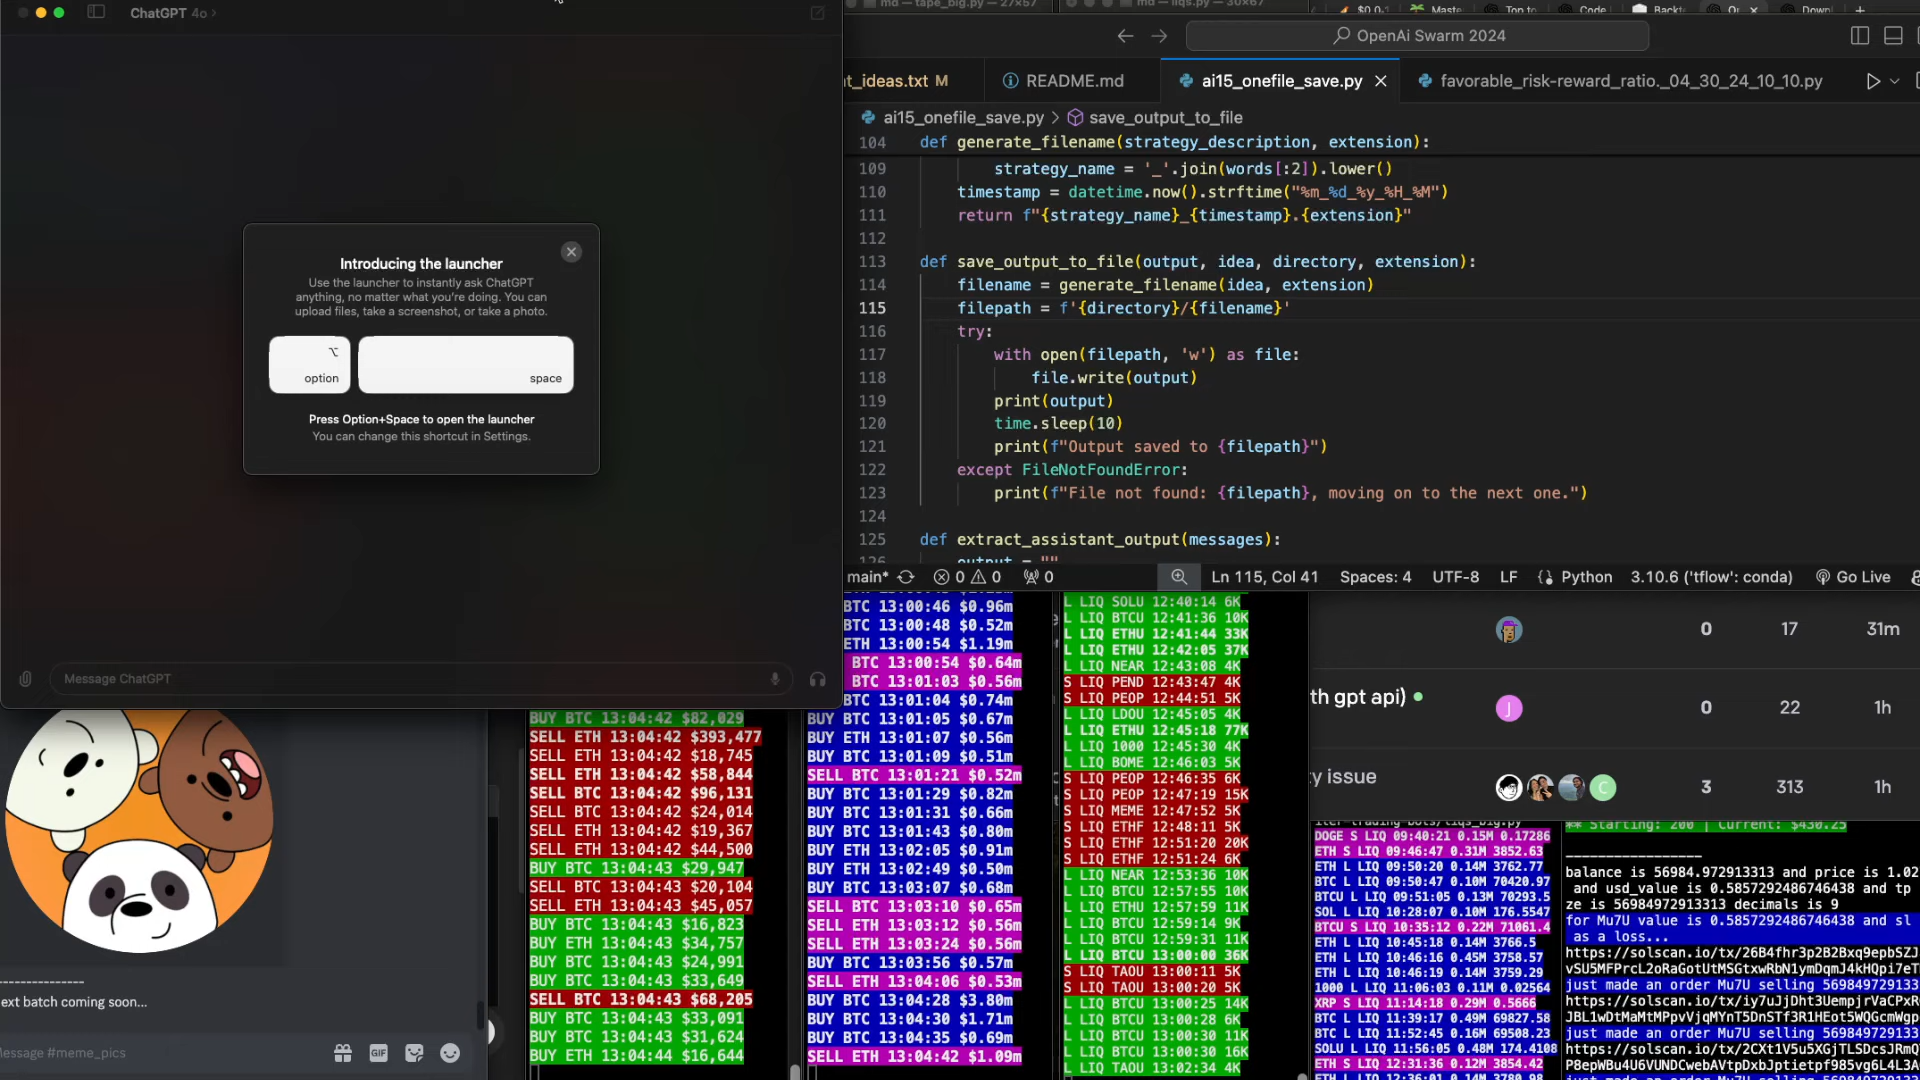 ChatGPT 4o >
Introducing the launcher
Use the launcher to instantly ask ChatGPT
anything, no matter what you're doing. You can
upload files, take a screenshot, or take a photo.
⌥
option
space
Press Option+Space to open the launcher
You can change this shortcut in Settings.
Message ChatGPT
OpenAi Swarm 2024
t_ideas.txt M
README.md
ai15_onefile_save.py
favorable_risk-reward_ratio._04_30_24_10_10.py
ai15_onefile_save.py > save_output_to_file
104 def generate_filename(strategy_description, extension):
109 strategy_name = '_'.join(words[:2]).lower()
110 timestamp = datetime.now().strftime("%m_%d_%y_%H_%M")
111 return f"{strategy_name}_{timestamp}.{extension}"
112
113 def save_output_to_file(output, idea, directory, extension):
114 filename = generate_filename(idea, extension)
115 filepath = f'{directory}/{filename}'
116 try:
117 with open(filepath, 'w') as file:
118 file.write(output)
119 print(output)
120 time.sleep(10)
121 print(f"Output saved to {filepath}")
122 except FileNotFoundError:
123 print(f"File not found: {filepath}, moving on to the next one.")
124
125 def extract_assistant_output(messages):
main* 0 0 0 Ln 115, Col 41 Spaces: 4 UTF-8 LF Python 3.10.6 ('tflow': conda) Go Live
BTC 13:00:46 $0.96m
BTC 13:00:48 $0.52m
ETH 13:00:54 $1.19m
BTC 13:00:54 $0.64m
BTC 13:01:03 $0.56m
BTC 13:01:04 $0.74m
BUY BTC 13:01:05 $0.67m
BUY ETH 13:01:07 $0.56m
BUY BTC 13:01:09 $0.51m
SELL BTC 13:01:21 $0.52m
BUY BTC 13:01:29 $0.82m
BUY BTC 13:01:31 $0.66m
BUY BTC 13:01:43 $0.80m
BUY ETH 13:02:05 $0.91m
BUY ETH 13:02:49 $0.50m
BUY BTC 13:03:07 $0.68m
SELL BTC 13:03:10 $0.65m
SELL BTC 13:03:12 $0.56m
SELL ETH 13:03:24 $0.56m
BUY BTC 13:03:56 $0.57m
SELL ETH 13:04:06 $0.53m
BUY BTC 13:04:28 $3.80m
BUY BTC 13:04:30 $1.71m
BUY BTC 13:04:35 $0.69m
SELL ETH 13:04:42 $1.09m
BUY BTC 13:04:42 $82,029
SELL ETH 13:04:42 $393,477
SELL ETH 13:04:42 $18,745
SELL ETH 13:04:42 $58,844
SELL ETH 13:04:42 $96,131
SELL ETH 13:04:42 $24,014
SELL ETH 13:04:42 $19,367
SELL ETH 13:04:42 $44,500
BUY BTC 13:04:43 $29,947
SELL BTC 13:04:43 $20,104
SELL BTC 13:04:43 $45,057
BUY BTC 13:04:43 $16,823
BUY ETH 13:04:43 $34,757
BUY BTC 13:04:43 $24,991
BUY BTC 13:04:43 $33,649
SELL BTC 13:04:43 $68,205
BUY BTC 13:04:43 $33,091
BUY BTC 13:04:43 $31,624
BUY ETH 13:04:44 $16,644
L LIQ SOLU 12:40:14 6K
L LIQ BTCU 12:41:36 10K
L LIQ ETHU 12:41:44 33K
L LIQ ETHU 12:42:05 37K
L LIQ NEAR 12:43:08 4K
S LIQ PEND 12:43:47 4K
S LIQ PEOP 12:44:51 5K
L LIQ LDOU 12:45:05 4K
L LIQ ETHU 12:45:18 77K
L LIQ 1000 12:45:30 4K
L LIQ BOME 12:46:03 5K
S LIQ PEOP 12:46:35 6K
S LIQ PEOP 12:47:19 15K
S LIQ MEME 12:47:52 5K
S LIQ ETHF 12:48:11 5K
S LIQ ETHF 12:51:20 20K
S LIQ ETHF 12:51:24 6K
L LIQ NEAR 12:53:36 10K
L LIQ BTCU 12:57:55 10K
L LIQ ETHU 12:57:59 11K
L LIQ BTCU 12:59:14 9K
L LIQ BTCU 12:59:31 11K
L LIQ BTCU 13:00:00 36K
S LIQ TAOU 13:00:11 5K
S LIQ TAOU 13:00:20 5K
L LIQ BTCU 13:00:25 14K
L LIQ BTCU 13:00:28 6K
L LIQ BTCU 13:00:30 11K
L LIQ BTCU 13:00:30 16K
L LIQ TAOU 13:02:34 4K
0 17 31m
th gpt api) 0 22 1h
y issue 3 313 1h
DOGE S LIQ 09:40:21 0.15M 0.17286
ETH S LIQ 09:46:47 0.31M 3852.63
ETH L LIQ 09:50:20 0.14M 3762.77
BTC L LIQ 09:50:47 0.10M 70420.97
BTCU L LIQ 09:51:05 0.13M 70293.5
SOL L LIQ 10:28:07 0.10M 176.5547
BTCU S LIQ 10:35:12 0.22M 71061.4
ETH L LIQ 10:45:18 0.14M 3766.5
ETH L LIQ 10:46:16 0.45M 3758.57
ETH L LIQ 10:46:19 0.14M 3759.29
1000 L LIQ 11:06:03 0.11M 0.02564
XRP S LIQ 11:14:18 0.29M 0.5666
BTC L LIQ 11:39:17 0.49M 69827.58
BTC L LIQ 11:52:45 0.16M 69508.23
SOLU L LIQ 11:56:05 0.48M 174.4108
ETH S LIQ 12:31:36 0.12M 3854.42
ETH L LIQ 12:36:01 0.14M 3780.98
** Starting: 200 | Current: $430.25
balance is 56984.972913313 and price is 1.02
and usd_value is 0.5857292486746438 and tp
ze is 56984972913313 decimals is 9
for Mu7U value is 0.5857292486746438 and sl
as a loss...
just made an order Mu7U selling 569849729133
just made an order Mu7U selling 569849729133
ext batch coming soon...
essage #meme_pics
GIF